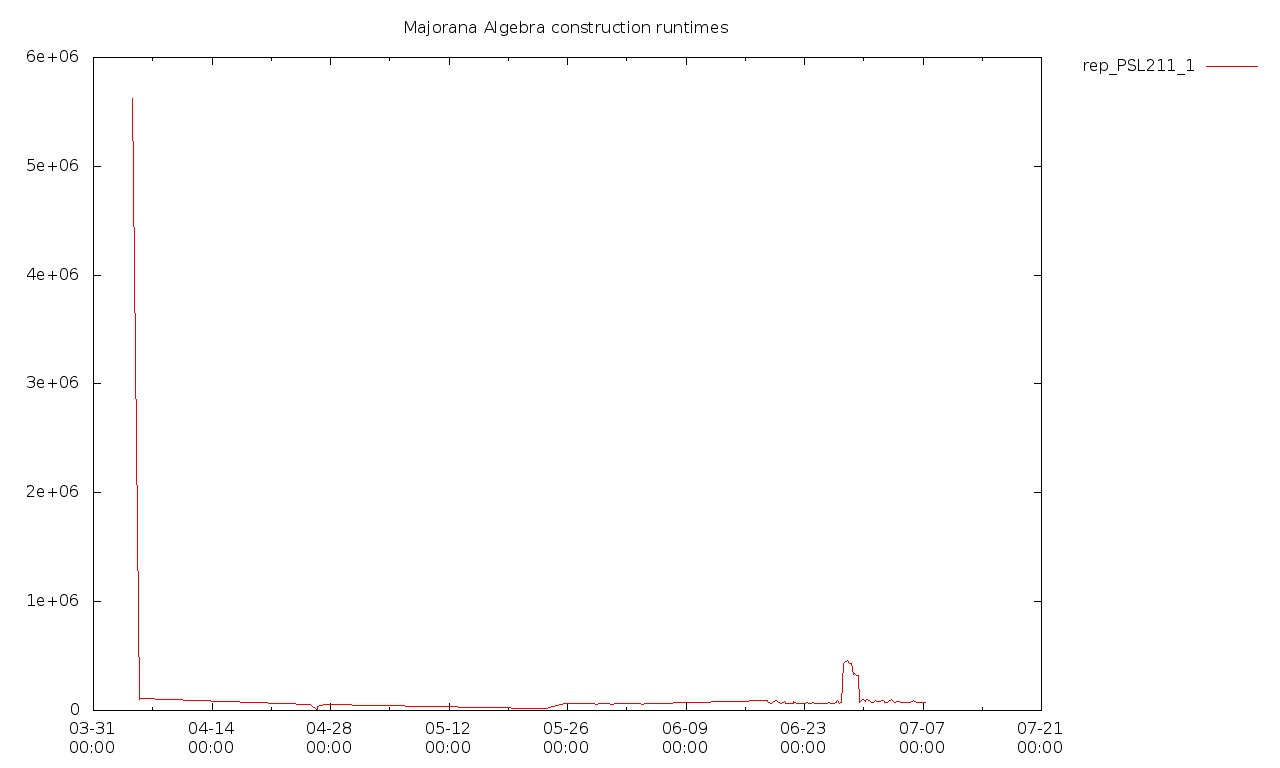 Majorana Algebra construction runtimes
rep_PSL211_1
6e+06
5e+06
4e+06
3e+06
2e+06
1e+06
0
03-31 04-14 04-28 05-12 05-26 06-09 06-23 07-07 07-21
00:00 00:00 00:00 00:00 00:00 00:00 00:00 00:00 00:00